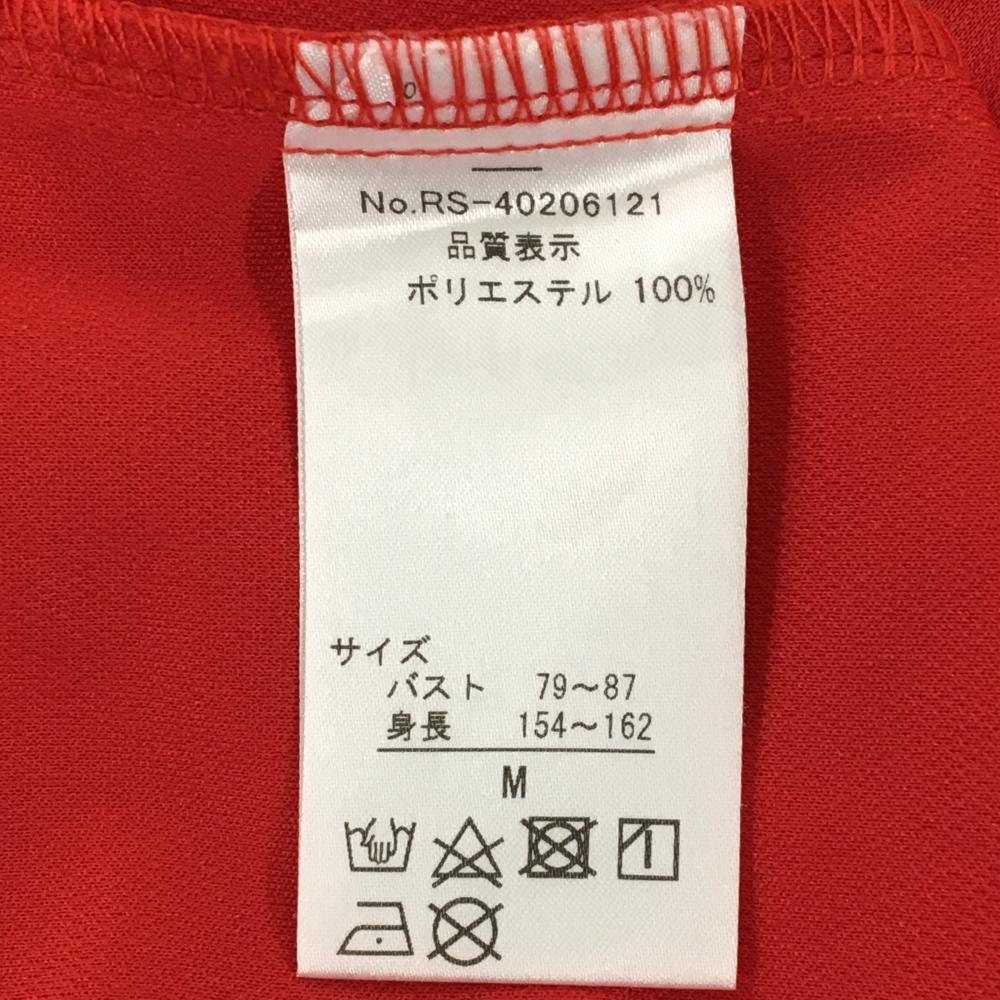 No.RS-40206121
品質表示
ポリエステル 100%
サイズ
バスト 79～87
身長 154～162
M